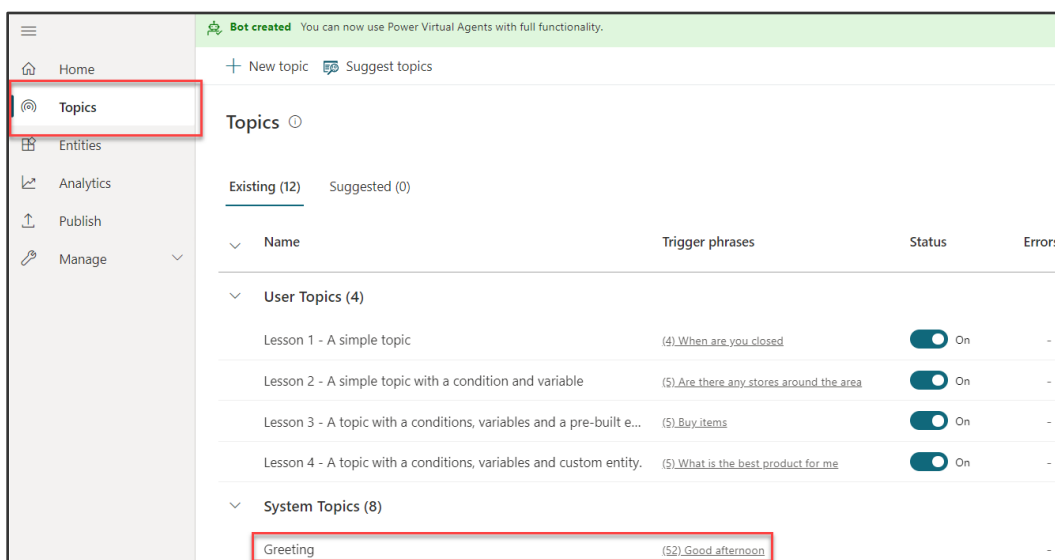 Bot created You can now use Power Virtual Agents with full functionality.
Home
Topics
Entities
Analytics
Publish
Manage
New topic Suggest topics
Topics
Existing (12) Suggested (0)
Name Trigger phrases Status Errors
User Topics (4)
Lesson 1 - A simple topic (4) When are you closed On -
Lesson 2 - A simple topic with a condition and variable (5) Are there any stores around the area On -
Lesson 3 - A topic with a conditions, variables and a pre-built e... (5) Buy items On -
Lesson 4 - A topic with a conditions, variables and custom entity. (5) What is the best product for me On -
System Topics (8)
Greeting (52) Good afternoon -